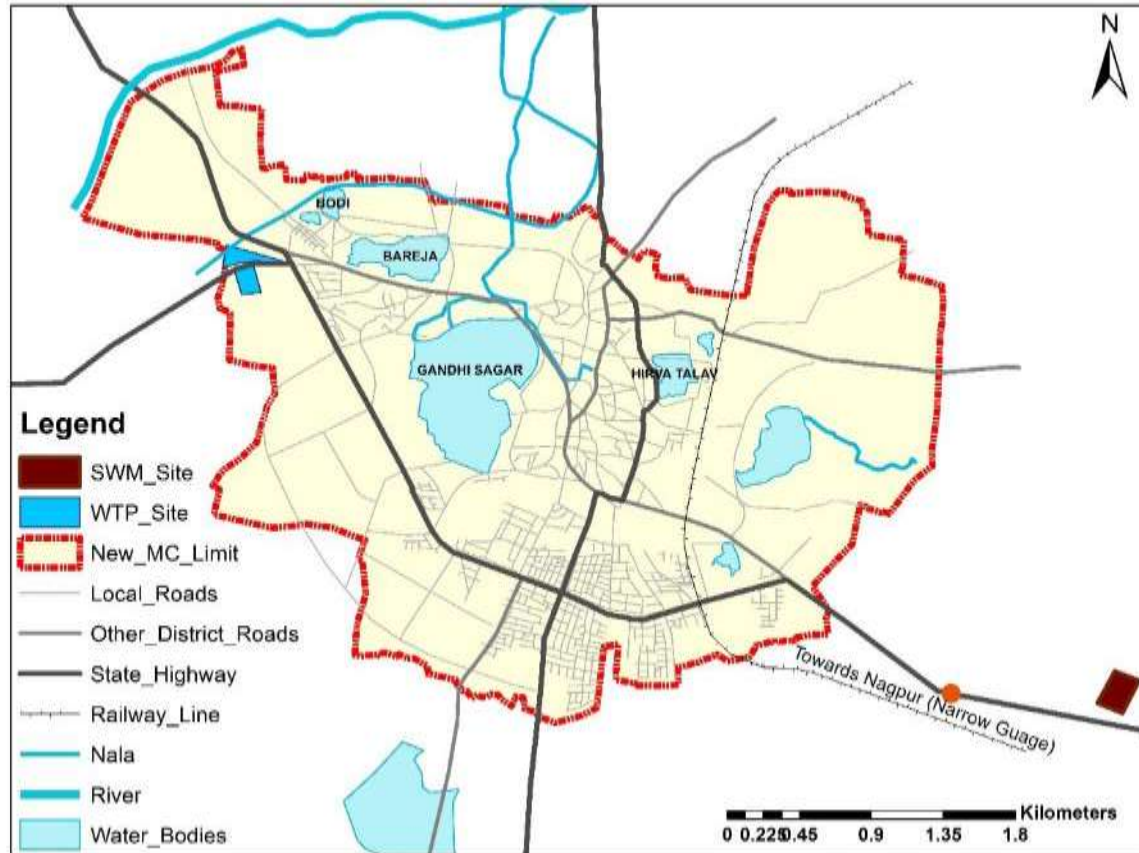 N
BODI
BAREJA
GANDHI SAGAR
HIRVA TALAV
Legend
SWM_Site
WTP_Site
New_MC_Limit
Local_Roads
Other_District_Roads
State_Highway
Railway_Line
Nala
River
Water_Bodies
Towards Nagpur (Narrow Guage)
Kilometers
0 0.225 0.45 0.9 1.35 1.8